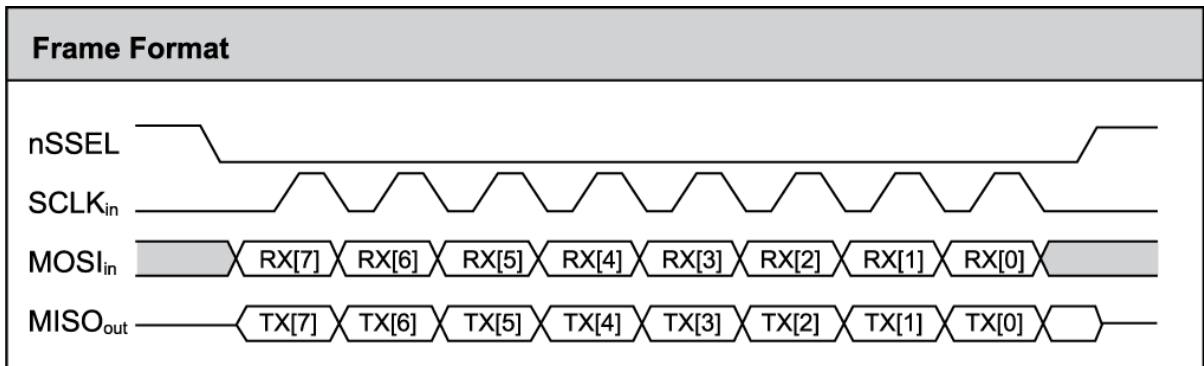 Frame Format
nSSEL
SCLKin
MOSIin RX[7] RX[6] RX[5] RX[4] RX[3] RX[2] RX[1] RX[0]
MISOout TX[7] TX[6] TX[5] TX[4] TX[3] TX[2] TX[1] TX[0]